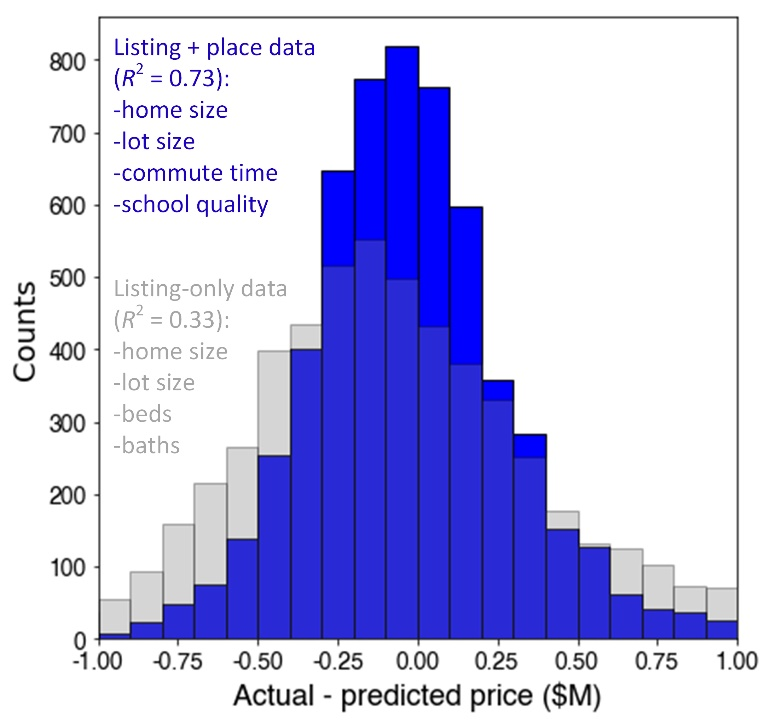 Listing + place data
(R² = 0.73):
-home size
-lot size
-commute time
-school quality
Listing-only data
(R² = 0.33):
-home size
-lot size
-beds
-baths
Counts
800
700
600
500
400
300
200
100
0
-1.00 -0.75 -0.50 -0.25 0.00 0.25 0.50 0.75 1.00
Actual - predicted price ($M)